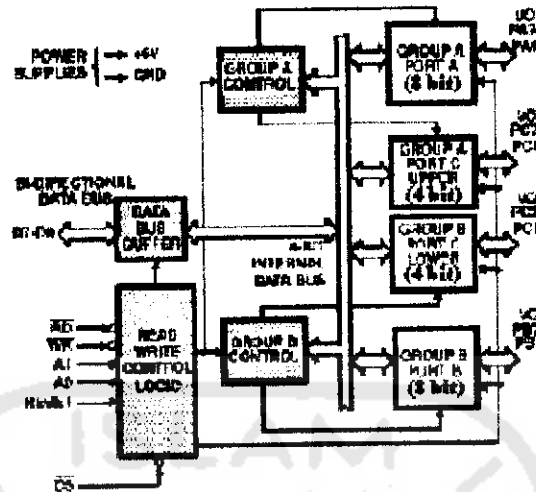 POWER SUPPLIES
+5V
GND
GROUP A CONTROL
GROUP A PORT A (8 bit)
I/O
GROUP A PORT C UPPER (4 bit)
I/O
BI-DIRECTIONAL DATA BUS
DATA BUS BUFFER
8-BIT INTERNAL DATA BUS
GROUP B PORT C LOWER (4 bit)
I/O
RD
WR
A1
A0
READ WRITE CONTROL LOGIC
GROUP B CONTROL
GROUP B PORT B (8 bit)
I/O
CS
ISLAM